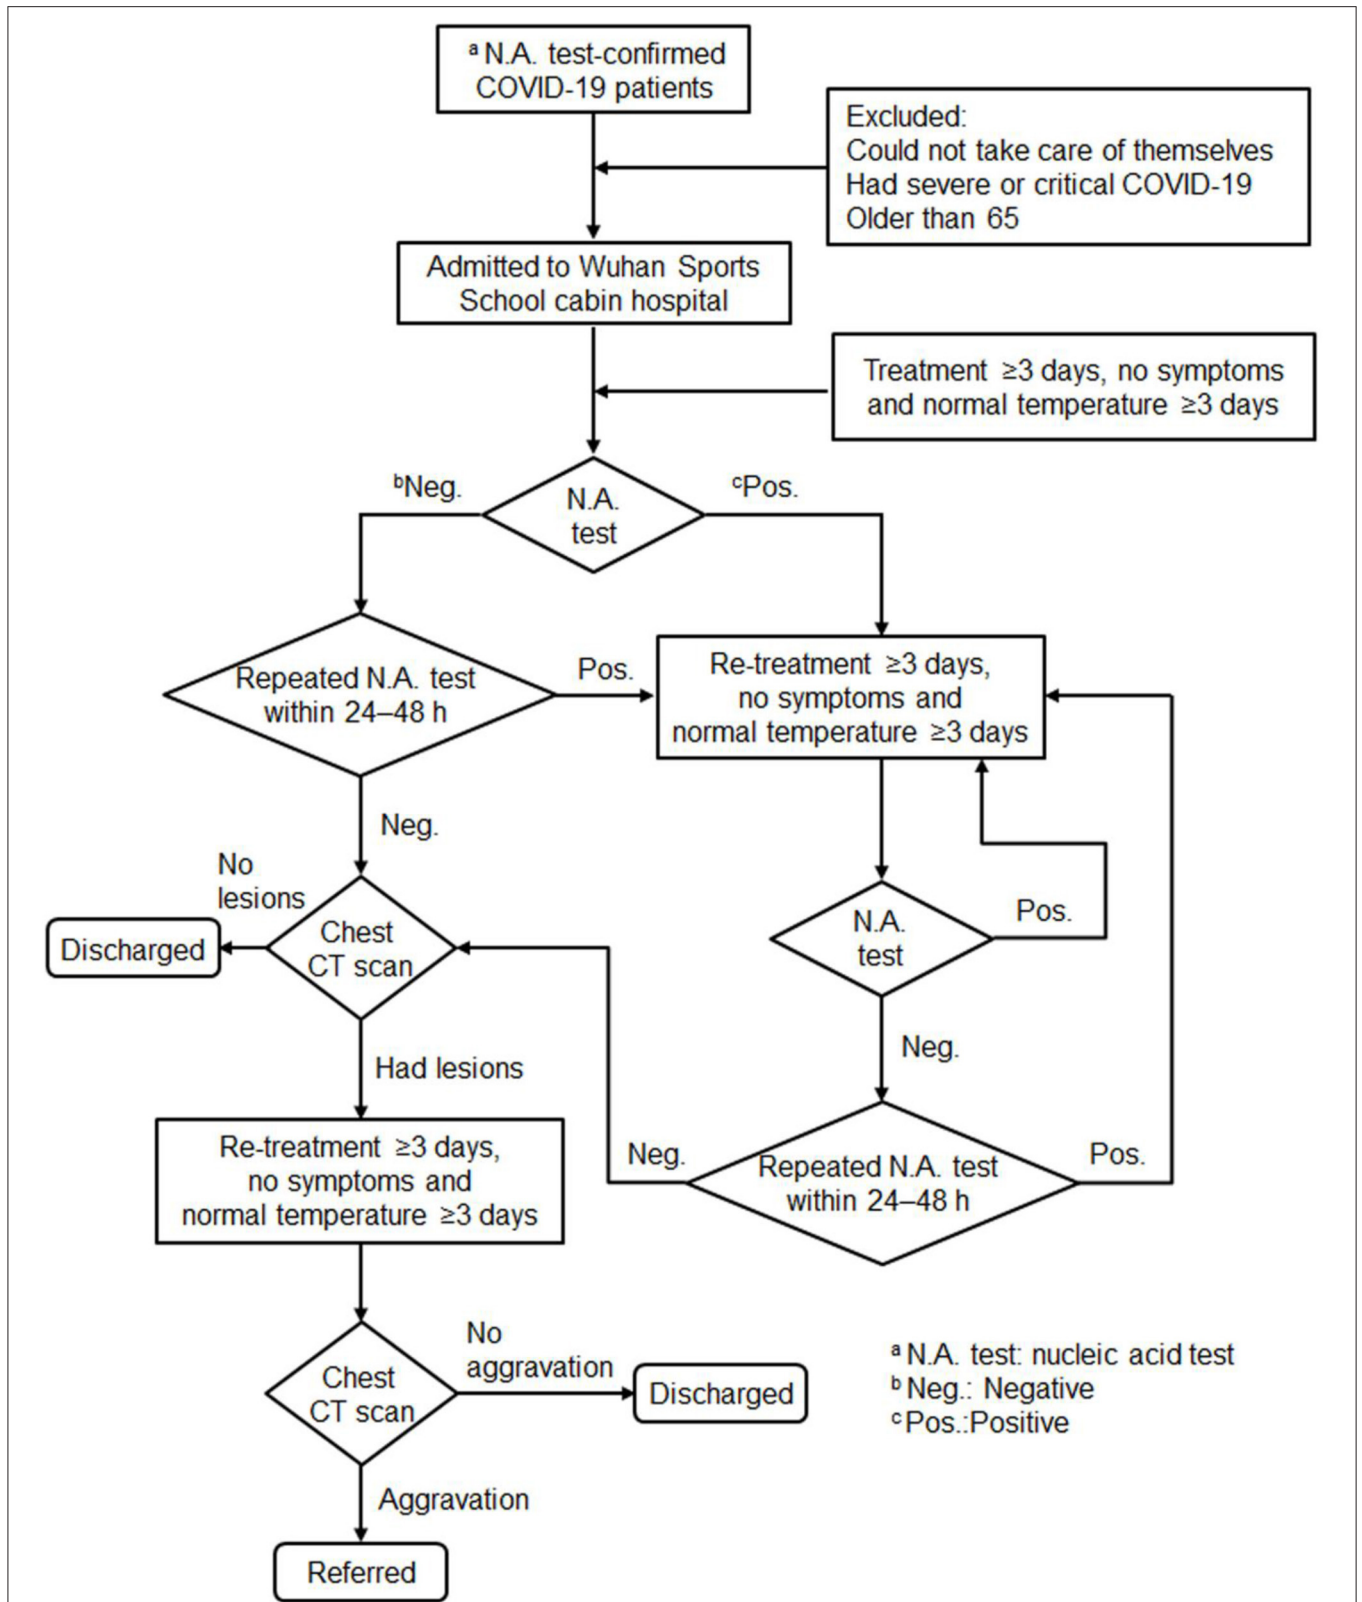 ᵃ N.A. test-confirmed
COVID-19 patients
Excluded:
Could not take care of themselves
Had severe or critical COVID-19
Older than 65
Admitted to Wuhan Sports
School cabin hospital
Treatment ≥3 days, no symptoms
and normal temperature ≥3 days
ᵇNeg.
N.A.
test
ᶜPos.
Repeated N.A. test
within 24–48 h
Pos.
Re-treatment ≥3 days,
no symptoms and
normal temperature ≥3 days
Neg.
No
lesions
Discharged
Chest
CT scan
N.A.
test
Pos.
Neg.
Had lesions
Re-treatment ≥3 days,
no symptoms and
normal temperature ≥3 days
Neg.
Repeated N.A. test
within 24–48 h
Pos.
Chest
CT scan
No
aggravation
Discharged
Aggravation
Referred
ᵃ N.A. test: nucleic acid test
ᵇ Neg.: Negative
ᶜ Pos.:Positive